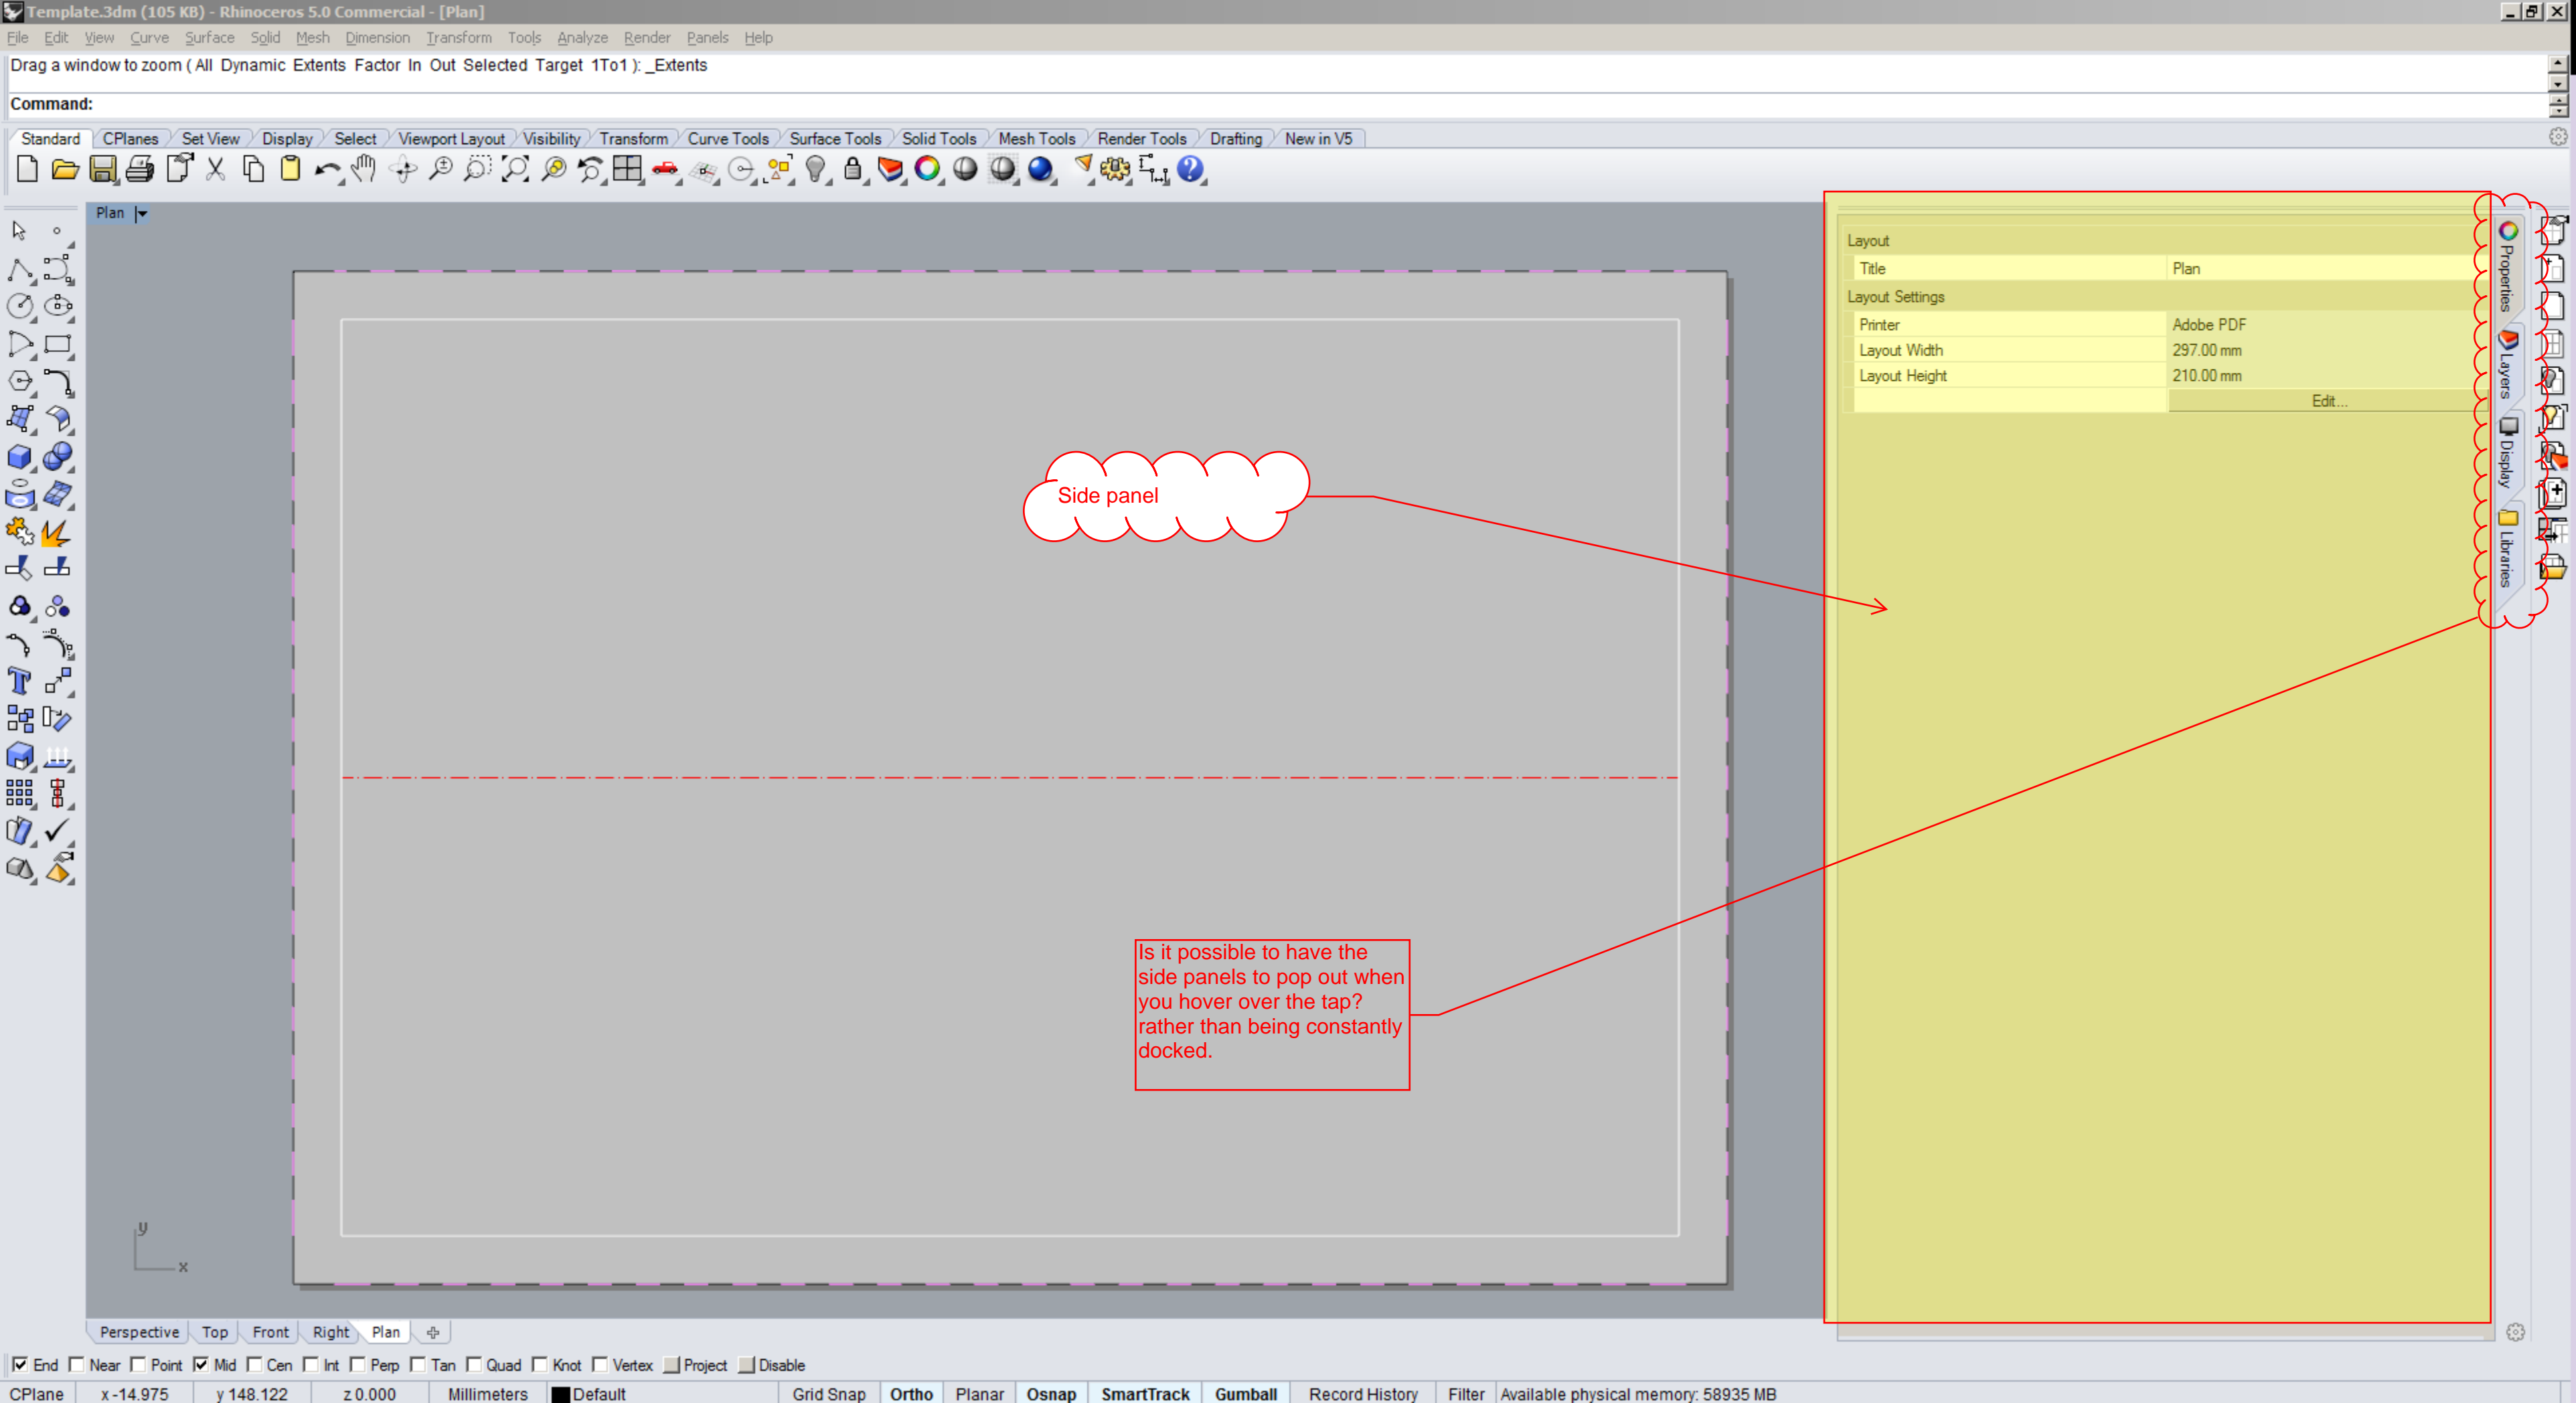 Template.3dm (105 KB) - Rhinoceros 5.0 Commercial - [Plan]
File Edit View Curve Surface Solid Mesh Dimension Transform Tools Analyze Render Panels Help
Drag a window to zoom ( All Dynamic Extents Factor In Out Selected Target 1To1 ): _Extents
Command:
Standard CPlanes Set View Display Select Viewport Layout Visibility Transform Curve Tools Surface Tools Solid Tools Mesh Tools Render Tools Drafting New in V5
Plan
Layout
Title Plan
Layout Settings
Printer Adobe PDF
Layout Width 297.00 mm
Layout Height 210.00 mm
Edit...
Properties
Layers
Display
Libraries
Side panel
Is it possible to have the
side panels to pop out when
you hover over the tap?
rather than being constantly
docked.
y
x
Perspective Top Front Right Plan
End Near Point Mid Cen Int Perp Tan Quad Knot Vertex Project Disable
CPlane x -14.975 y 148.122 z 0.000 Millimeters Default Grid Snap Ortho Planar Osnap SmartTrack Gumball Record History Filter Available physical memory: 58935 MB